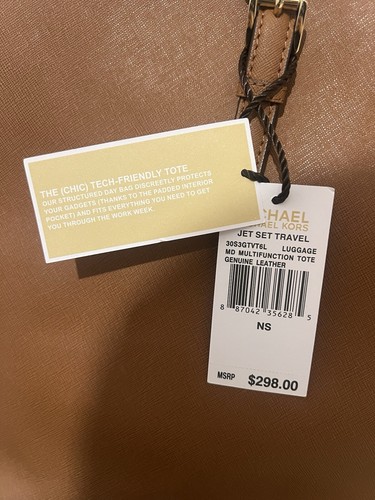 THE (CHIC) TECH-FRIENDLY TOTE
OUR STRUCTURED DAY BAG DISCREETLY PROTECTS
YOUR GADGETS (THANKS TO THE PADDED INTERIOR
POCKET) AND FITS EVERYTHING YOU NEED TO GET
YOU THROUGH THE WORK WEEK.
CHAEL
MICHAEL KORS
JET SET TRAVEL
30S3GTVT6L LUGGAGE
MD MULTIFUNCTION TOTE
GENUINE LEATHER
8 87042 35628 5
NS
MSRP $298.00